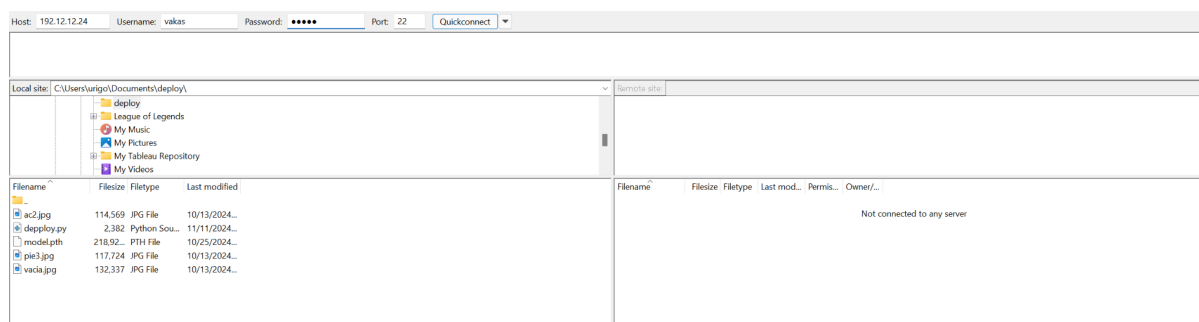 Host: 192.12.12.24 Username: vakas Password: ●●●●● Port: 22 Quickconnect
Local site: C:\Users\urigo\Documents\deploy\
Remote site:
deploy
League of Legends
My Music
My Pictures
My Tableau Repository
My Videos
Filename Filesize Filetype Last modified
..
ac2.jpg 114,569 JPG File 10/13/2024...
depploy.py 2,382 Python Sou... 11/11/2024...
model.pth 218,92... PTH File 10/25/2024...
pie3.jpg 117,724 JPG File 10/13/2024...
vacia.jpg 132,337 JPG File 10/13/2024...
Filename Filesize Filetype Last mod... Permis... Owner/...
Not connected to any server